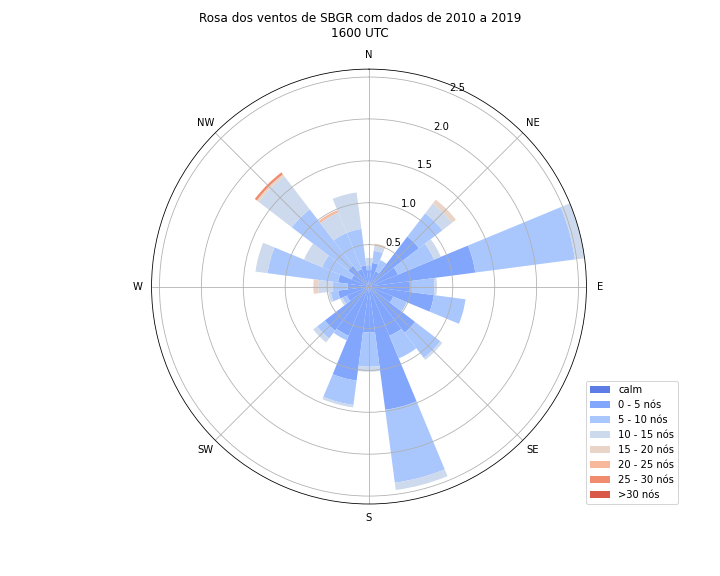 Rosa dos ventos de SBGR com dados de 2010 a 2019
1600 UTC
N
2.5
NW
NE
2.0
1.5
1.0
0.5
W
E
calm
0 - 5 nós
5 - 10 nós
10 - 15 nós
15 - 20 nós
20 - 25 nós
25 - 30 nós
>30 nós
SW
SE
S